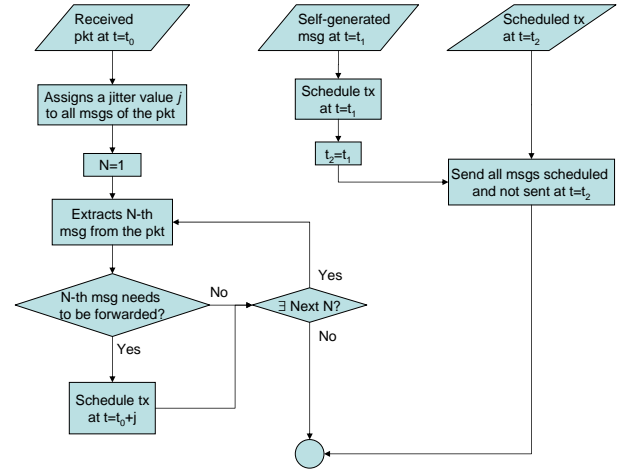 Received
pkt at t=t0
Self-generated
msg at t=t1
Scheduled tx
at t=t2
Assigns a jitter value j
to all msgs of the pkt
Schedule tx
at t=t1
N=1
t2=t1
Send all msgs scheduled
and not sent at t=t2
Extracts N-th
msg from the pkt
Yes
N-th msg needs
to be forwarded?
No
∃ Next N?
Yes
No
Schedule tx
at t=t0+j